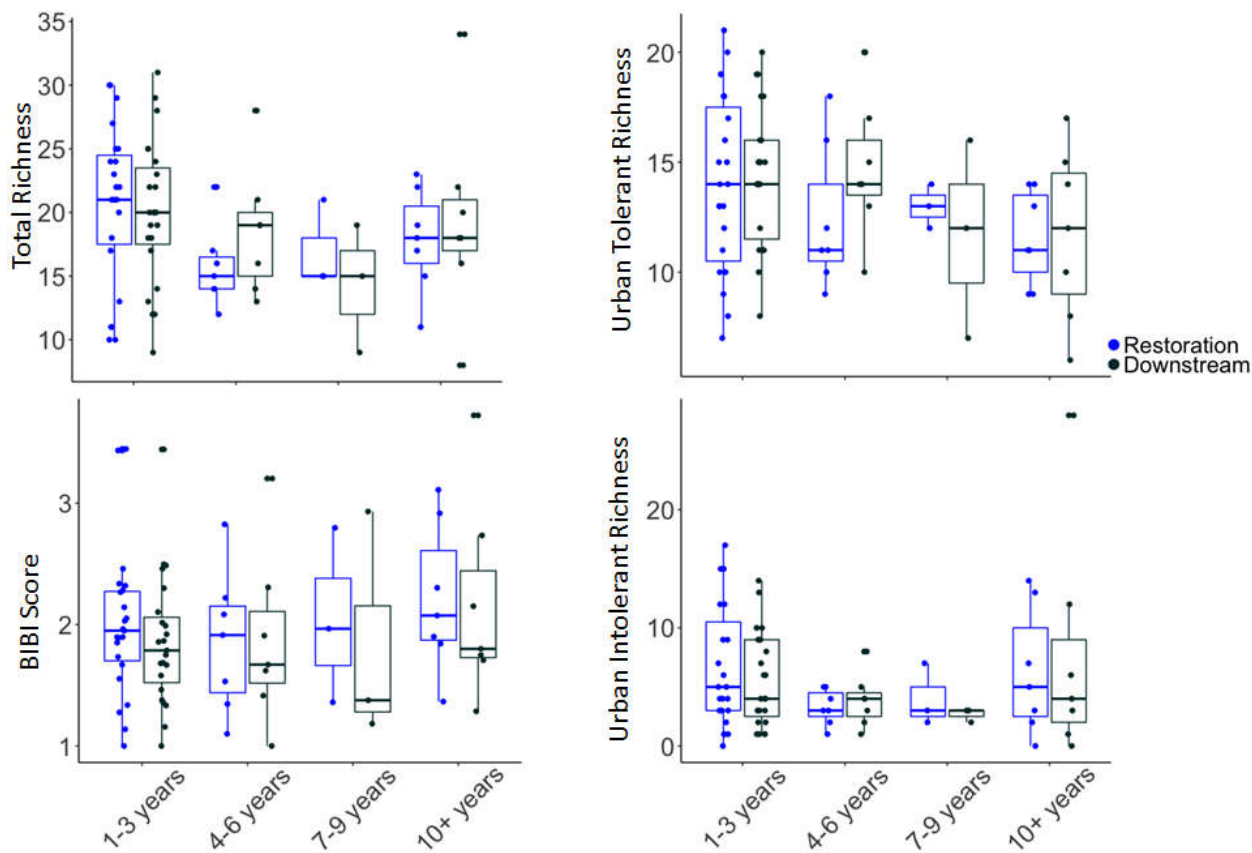 Total Richness
35
30
25
20
15
10
Urban Tolerant Richness
20
15
10
Restoration
Downstream
BIBI Score
3
2
1
1-3 years
4-6 years
7-9 years
10+ years
Urban Intolerant Richness
20
10
0
1-3 years
4-6 years
7-9 years
10+ years